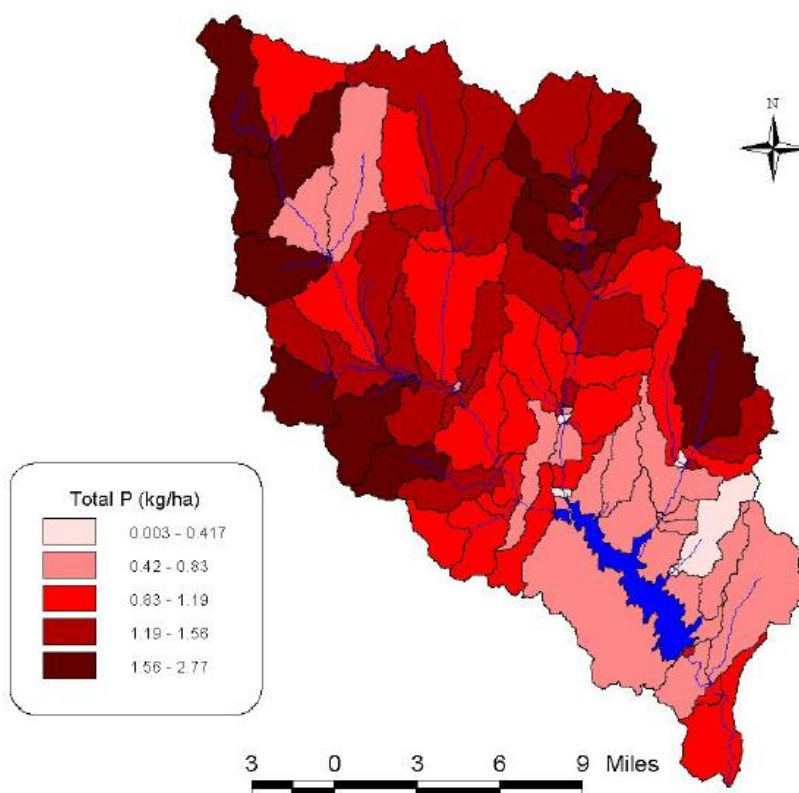 N
Total P (kg/ha)
0.003 - 0.417
0.42 - 0.83
0.83 - 1.19
1.19 - 1.56
1.56 - 2.77
3 0 3 6 9 Miles